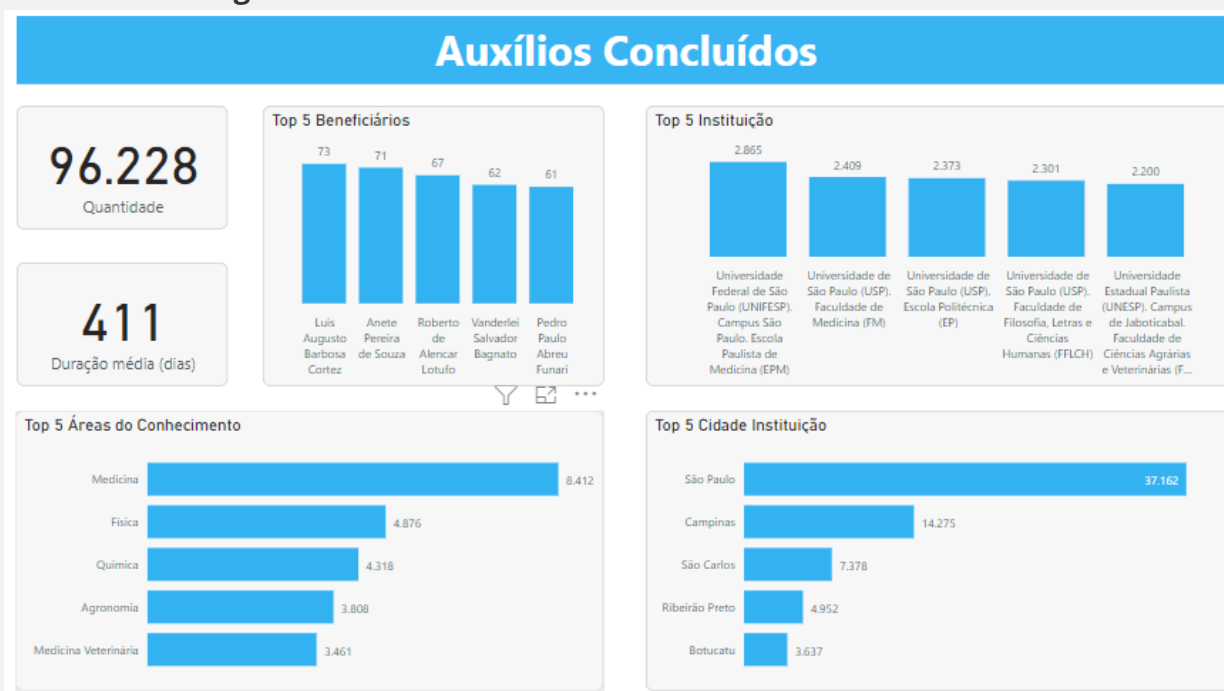 Auxílios Concluídos
96.228
Quantidade
411
Duração média (dias)
Top 5 Beneficiários
73
71
67
62
61
Luis
Augusto
Barbosa
Cortez
Anete
Pereira
de Souza
Roberto
de
Alencar
Lotufo
Vanderlei
Salvador
Bagnato
Pedro
Paulo
Abreu
Funari
Top 5 Instituição
2.865
2.409
2.373
2.301
2.200
Universidade
Federal de São
Paulo (UNIFESP).
Campus São
Paulo. Escola
Paulista de
Medicina (EPM)
Universidade de
São Paulo (USP).
Faculdade de
Medicina (FM)
Universidade de
São Paulo (USP).
Escola Politécnica
(EP)
Universidade de
São Paulo (USP).
Faculdade de
Filosofia, Letras e
Ciências
Humanas (FFLCH)
Universidade
Estadual Paulista
(UNESP). Campus
de Jaboticabal.
Faculdade de
Ciências Agrárias
e Veterinárias (F...
Top 5 Áreas do Conhecimento
Medicina
8.412
Física
4.876
Química
4.318
Agronomia
3.808
Medicina Veterinária
3.461
Top 5 Cidade Instituição
São Paulo
37.162
Campinas
14.275
São Carlos
7.378
Ribeirão Preto
4.952
Botucatu
3.637